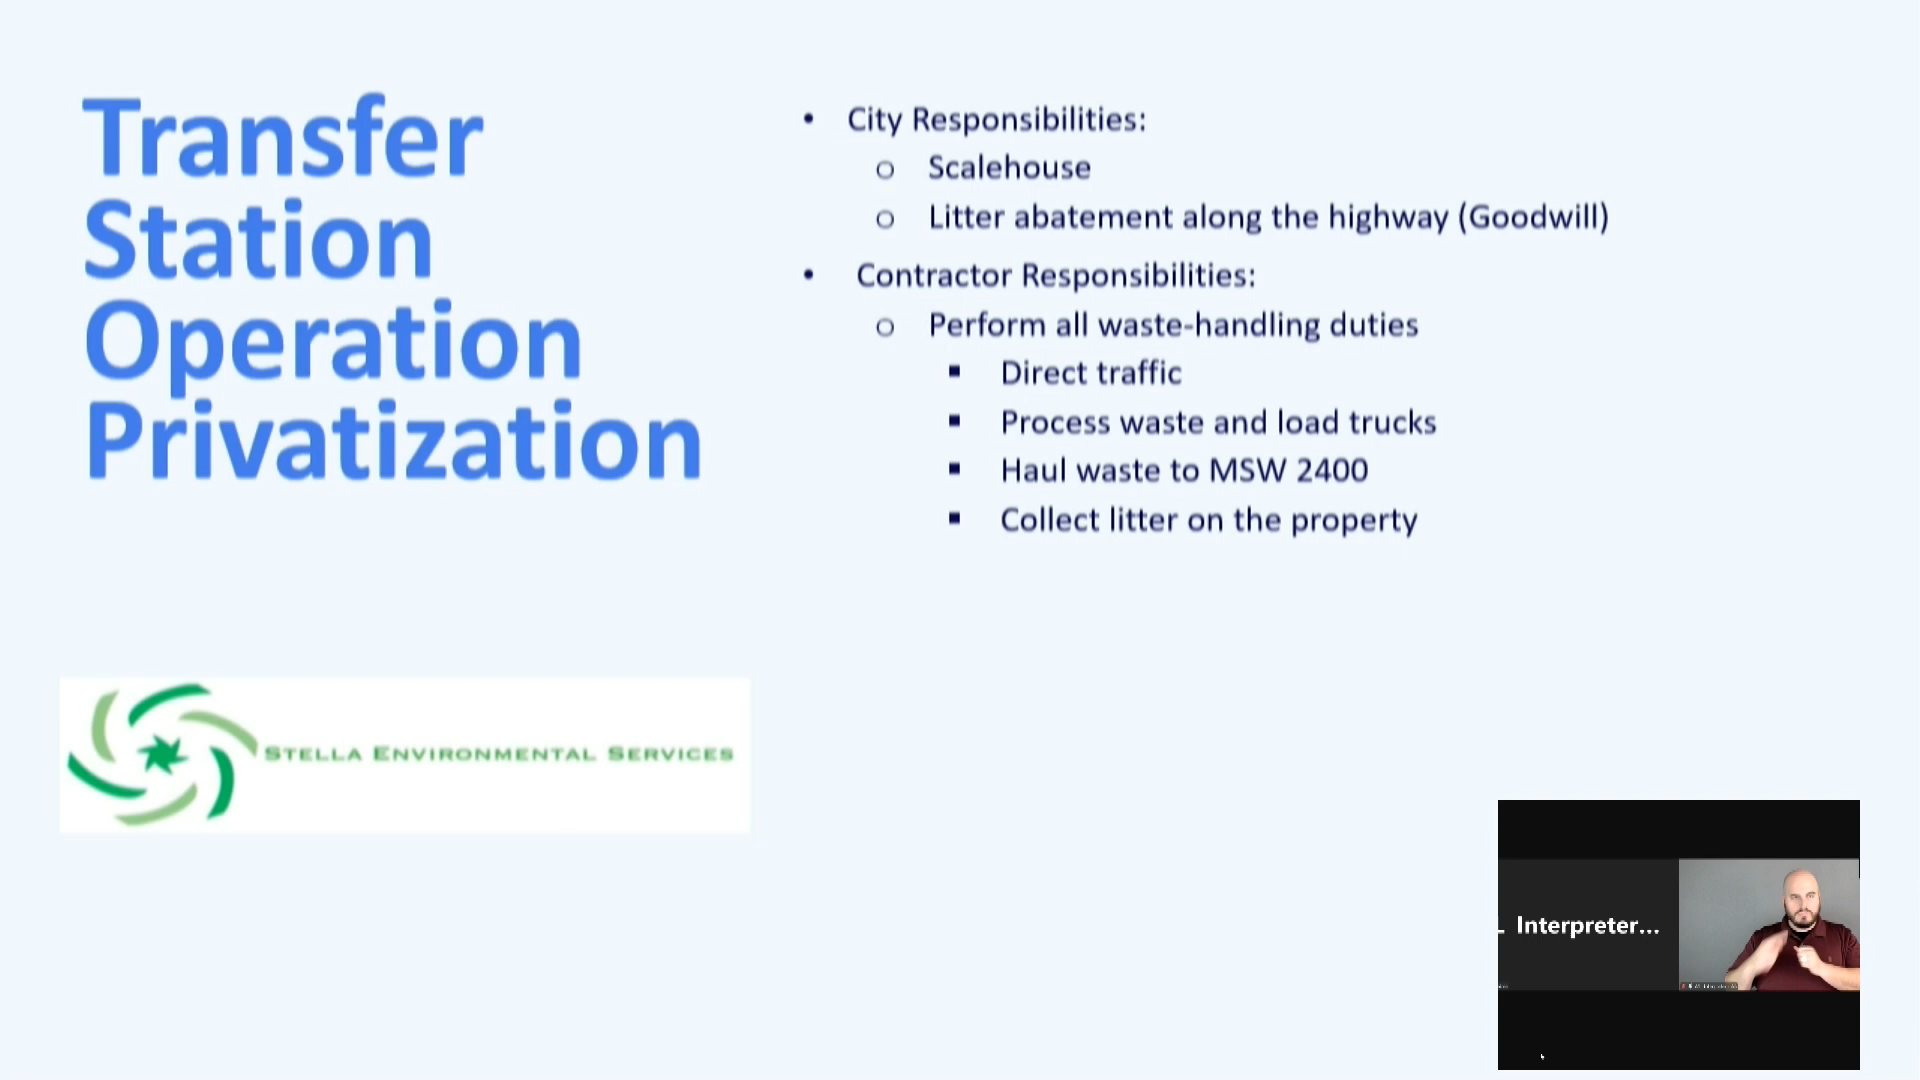 Transfer
Station
Operation
Privatization
• City Responsibilities:
o Scalehouse
o Litter abatement along the highway (Goodwill)
• Contractor Responsibilities:
o Perform all waste-handling duties
▪ Direct traffic
▪ Process waste and load trucks
▪ Haul waste to MSW 2400
▪ Collect litter on the property
STELLA ENVIRONMENTAL SERVICES
Interpreter...